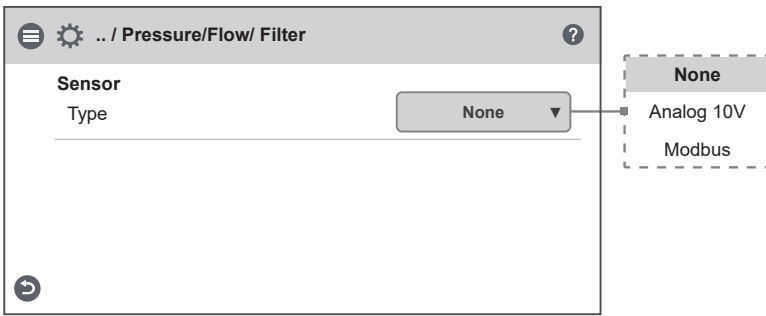 .. / Pressure/Flow/ Filter ?
Sensor
Type None ▼
None
Analog 10V
Modbus